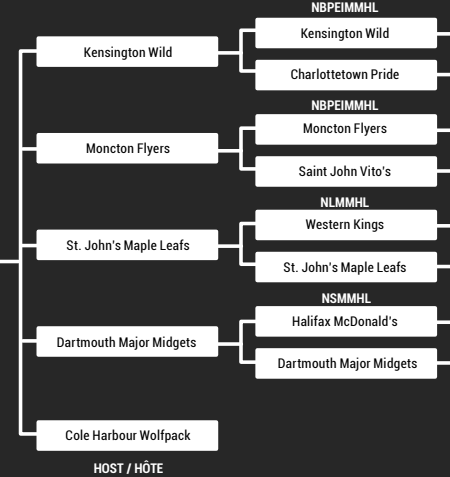 NBPEIMMHL
Kensington Wild
Kensington Wild
Charlottetown Pride
NBPEIMMHL
Moncton Flyers
Moncton Flyers
Saint John Vito's
NLMMHL
Western Kings
St. John's Maple Leafs
St. John's Maple Leafs
NSMMHL
Halifax McDonald's
Dartmouth Major Midgets
Dartmouth Major Midgets
Cole Harbour Wolfpack
HOST / HÔTE